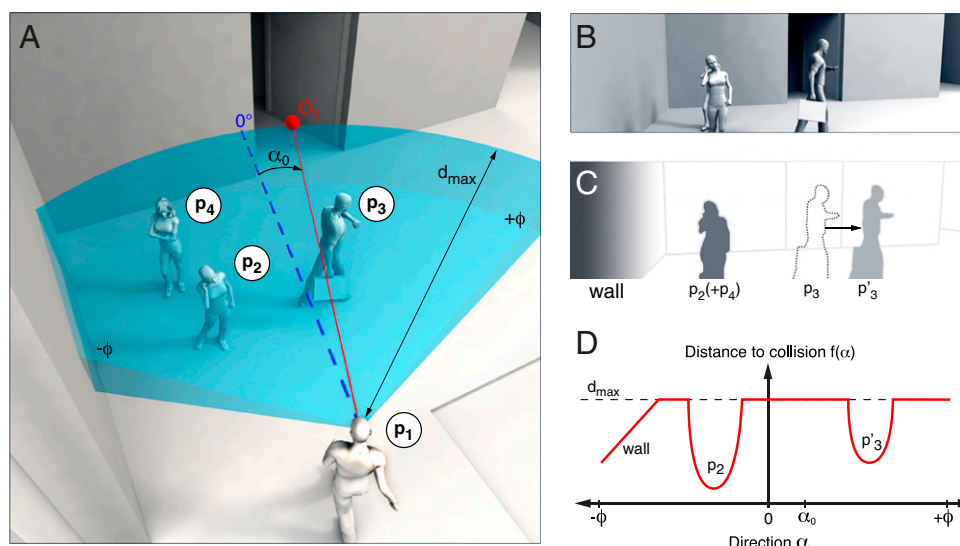 A
0°
O₁
α₀
dmax
p₄
p₃
p₂
+ϕ
-ϕ
p₁
B
C
wall
p₂(+p₄)
p₃
p'₃
D
Distance to collision f(α)
dmax
wall
p₂
p'₃
-ϕ
0
α₀
+ϕ
Direction α